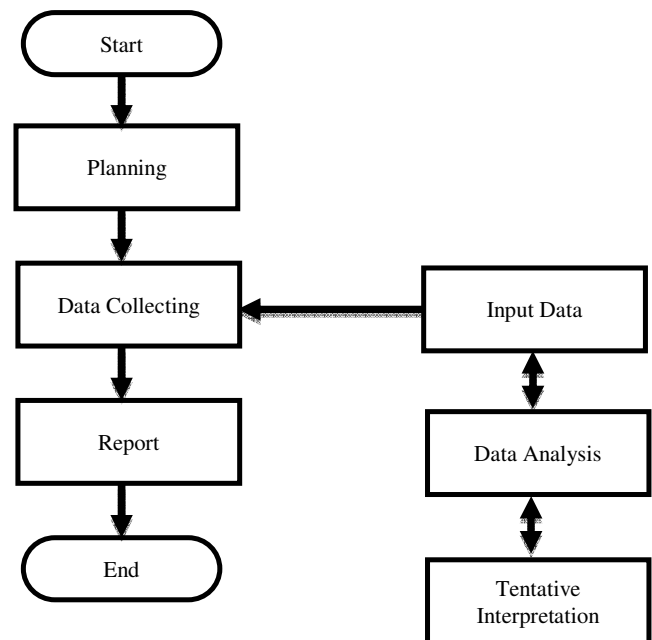 Start
Planning
Data Collecting
Input Data
Report
Data Analysis
End
Tentative
Interpretation